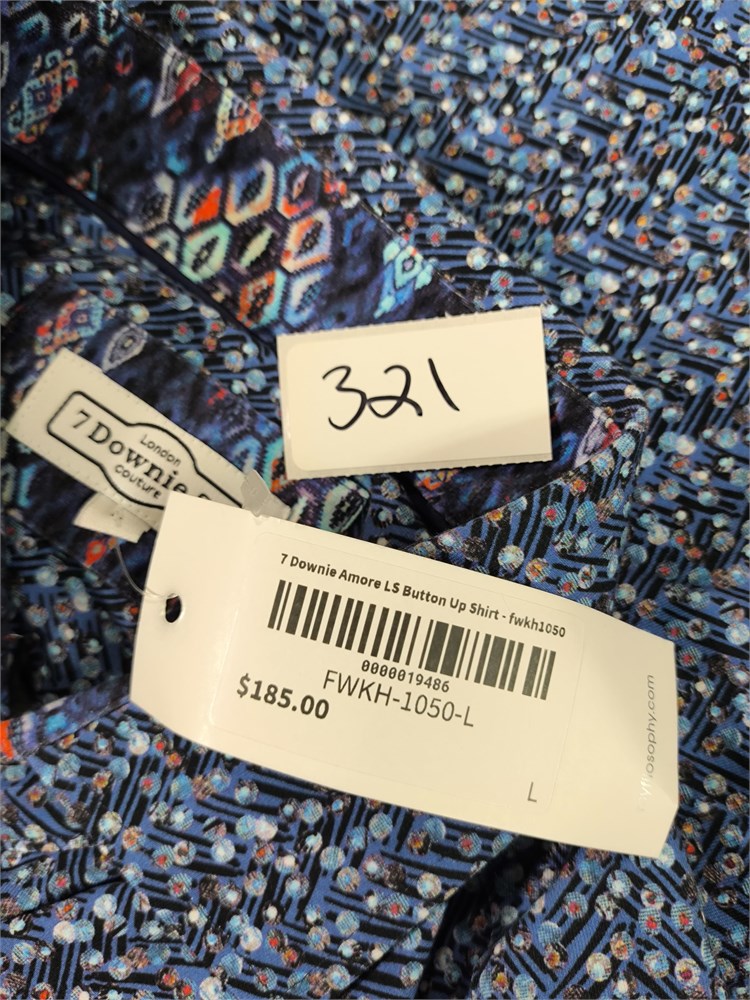 321
London
7 Downie
couture
7 Downie Amore LS Button Up Shirt - fwkh1050
0000019486
$185.00
FWKH-1050-L
L